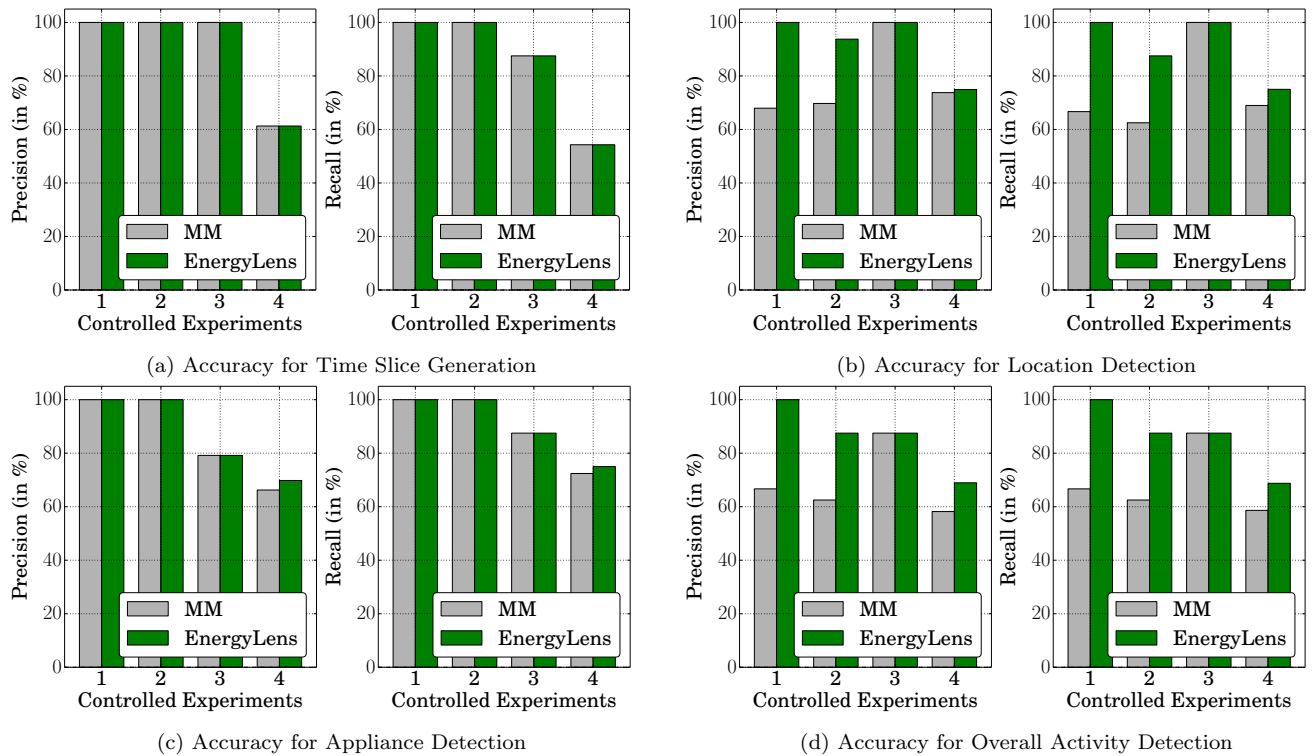 100
80
60
40
20
0
Precision (in %)
MM
EnergyLens
1 2 3 4
Controlled Experiments
100
80
60
40
20
0
Recall (in %)
MM
EnergyLens
1 2 3 4
Controlled Experiments
(a) Accuracy for Time Slice Generation
100
80
60
40
20
0
Precision (in %)
MM
EnergyLens
1 2 3 4
Controlled Experiments
100
80
60
40
20
0
Recall (in %)
MM
EnergyLens
1 2 3 4
Controlled Experiments
(b) Accuracy for Location Detection
100
80
60
40
20
0
Precision (in %)
MM
EnergyLens
1 2 3 4
Controlled Experiments
100
80
60
40
20
0
Recall (in %)
MM
EnergyLens
1 2 3 4
Controlled Experiments
(c) Accuracy for Appliance Detection
100
80
60
40
20
0
Precision (in %)
MM
EnergyLens
1 2 3 4
Controlled Experiments
100
80
60
40
20
0
Recall (in %)
MM
EnergyLens
1 2 3 4
Controlled Experiments
(d) Accuracy for Overall Activity Detection